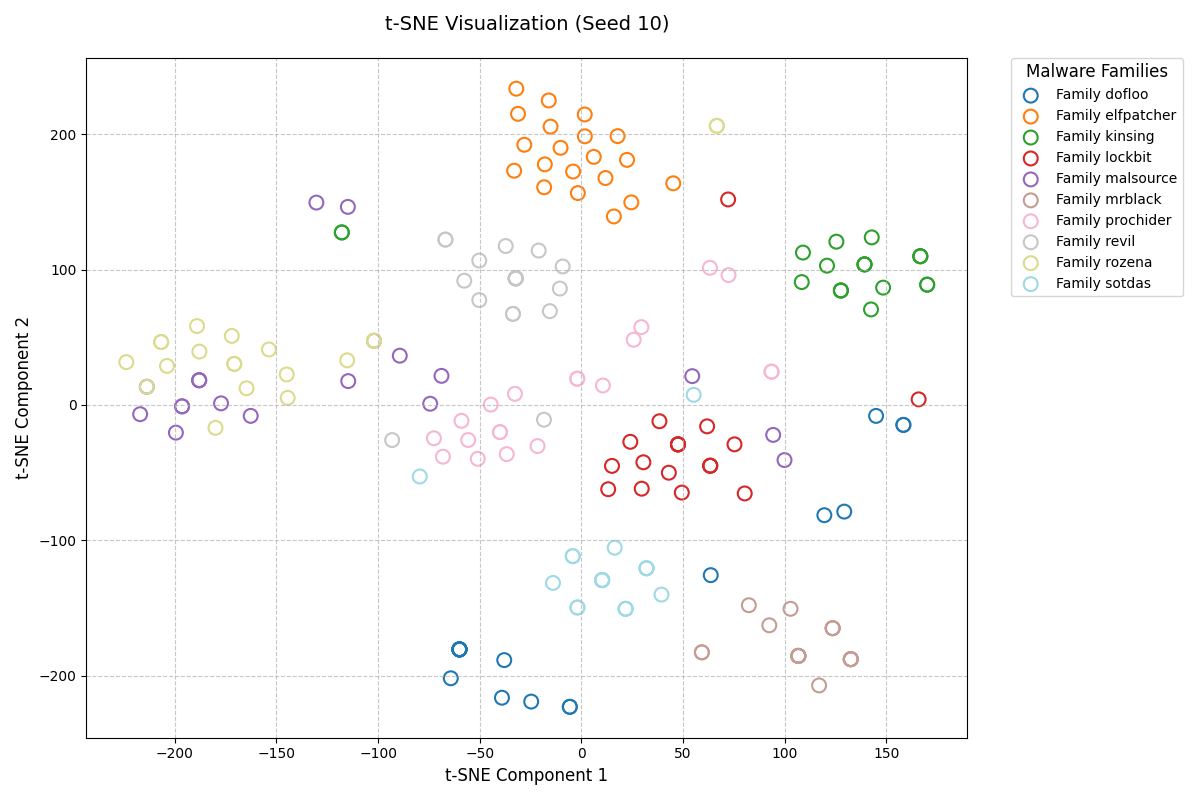 t-SNE Visualization (Seed 10)
Malware Families
Family dofloo
Family elfpatcher
Family kinsing
Family lockbit
Family malsource
Family mrblack
Family prochider
Family revil
Family rozena
Family sotdas
t-SNE Component 2
200
100
0
−100
−200
−200
−150
−100
−50
0
50
100
150
t-SNE Component 1